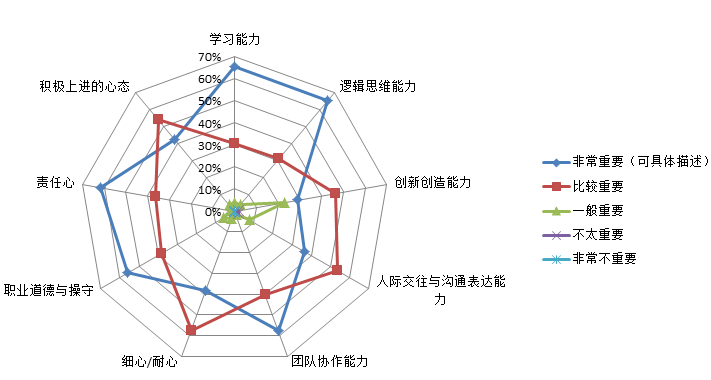 学习能力
70%
60%
50%
40%
30%
20%
10%
0%
逻辑思维能力
创新创造能力
人际交往与沟通表达能
力
团队协作能力
细心/耐心
职业道德与操守
责任心
积极上进的心态
非常重要（可具体描述）
比较重要
一般重要
不太重要
非常不重要